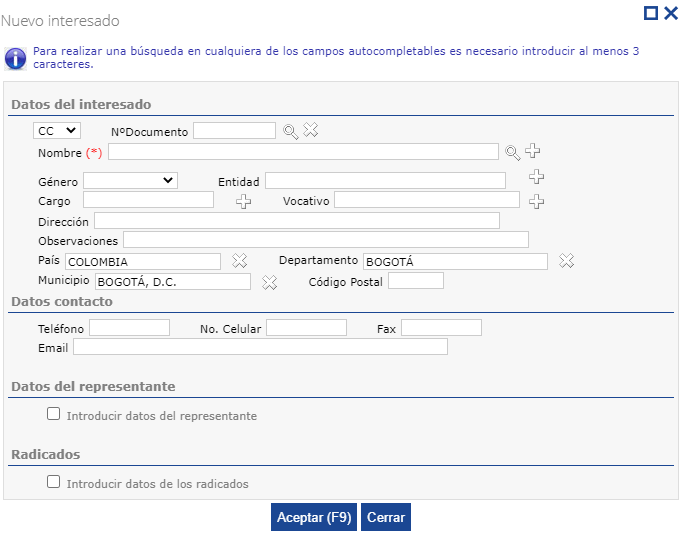 Nuevo interesado
Para realizar una búsqueda en cualquiera de los campos autocompletables es necesario introducir al menos 3
caracteres.
Datos del interesado
CC NºDocumento
Nombre (*)
Género Entidad
Cargo Vocativo
Dirección
Observaciones
País COLOMBIA Departamento BOGOTÁ
Municipio BOGOTÁ, D.C. Código Postal
Datos contacto
Teléfono No. Celular Fax
Email
Datos del representante
Introducir datos del representante
Radicados
Introducir datos de los radicados
Aceptar (F9) Cerrar